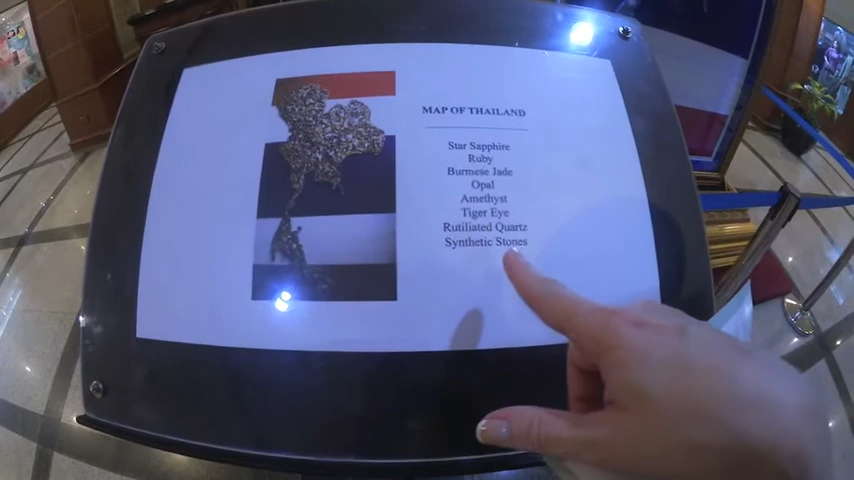 MAP OF THAILAND
Star Sapphire
Ruby
Burmese Jade
Opal
Amethyst
Tiger Eye
Rutiliated Quartz
Synthetic Stones